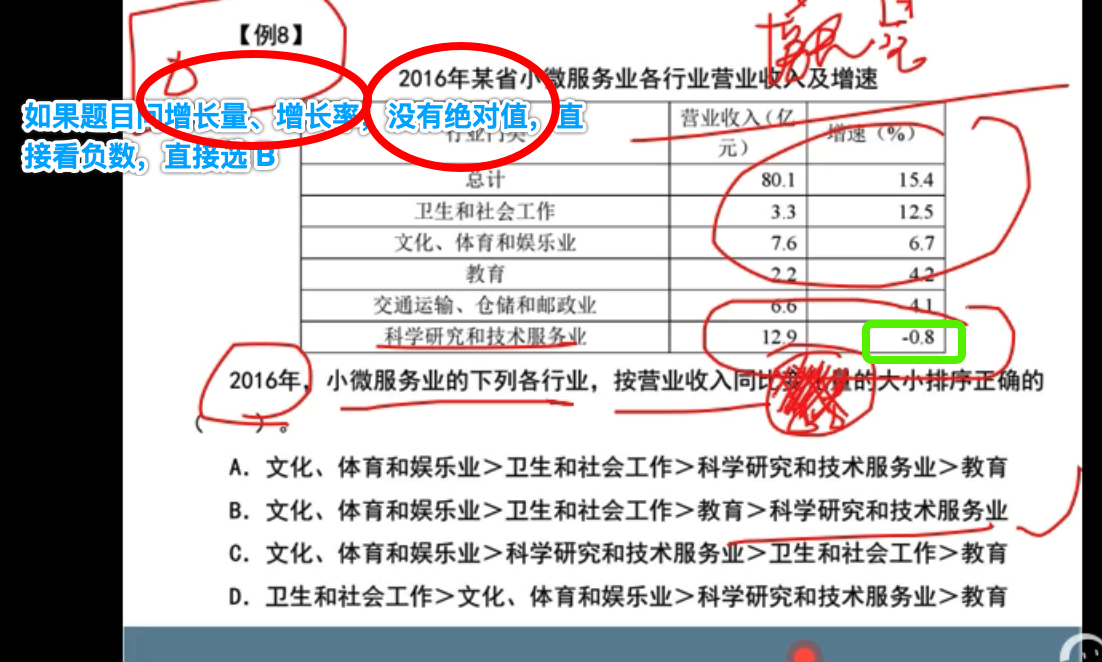 【例8】
2016年某省小微服务业各行业营业收入及增速
如果题目问增长量、增长率，没有绝对值，直
接看负数，直接选 B
行业门类 营业收入（亿元） 增速（%）
总计 80.1 15.4
卫生和社会工作 3.3 12.5
文化、体育和娱乐业 7.6 6.7
教育 2.2 4.2
交通运输、仓储和邮政业 6.6 4.1
科学研究和技术服务业 12.9 -0.8
2016年，小微服务业的下列各行业，按营业收入同比量的大小排序正确的
（ ）。
A．文化、体育和娱乐业＞卫生和社会工作＞科学研究和技术服务业＞教育
B．文化、体育和娱乐业＞卫生和社会工作＞教育＞科学研究和技术服务业
C．文化、体育和娱乐业＞科学研究和技术服务业＞卫生和社会工作＞教育
D．卫生和社会工作＞文化、体育和娱乐业＞科学研究和技术服务业＞教育